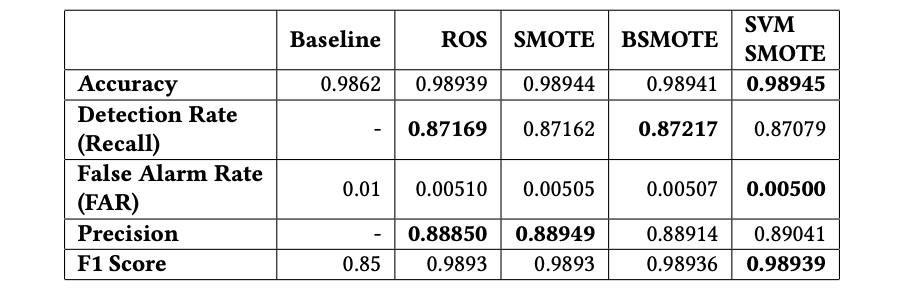 Baseline ROS SMOTE BSMOTE SVM SMOTE
Accuracy 0.9862 0.98939 0.98944 0.98941 0.98945
Detection Rate (Recall) - 0.87169 0.87162 0.87217 0.87079
False Alarm Rate (FAR) 0.01 0.00510 0.00505 0.00507 0.00500
Precision - 0.88850 0.88949 0.88914 0.89041
F1 Score 0.85 0.9893 0.9893 0.98936 0.98939